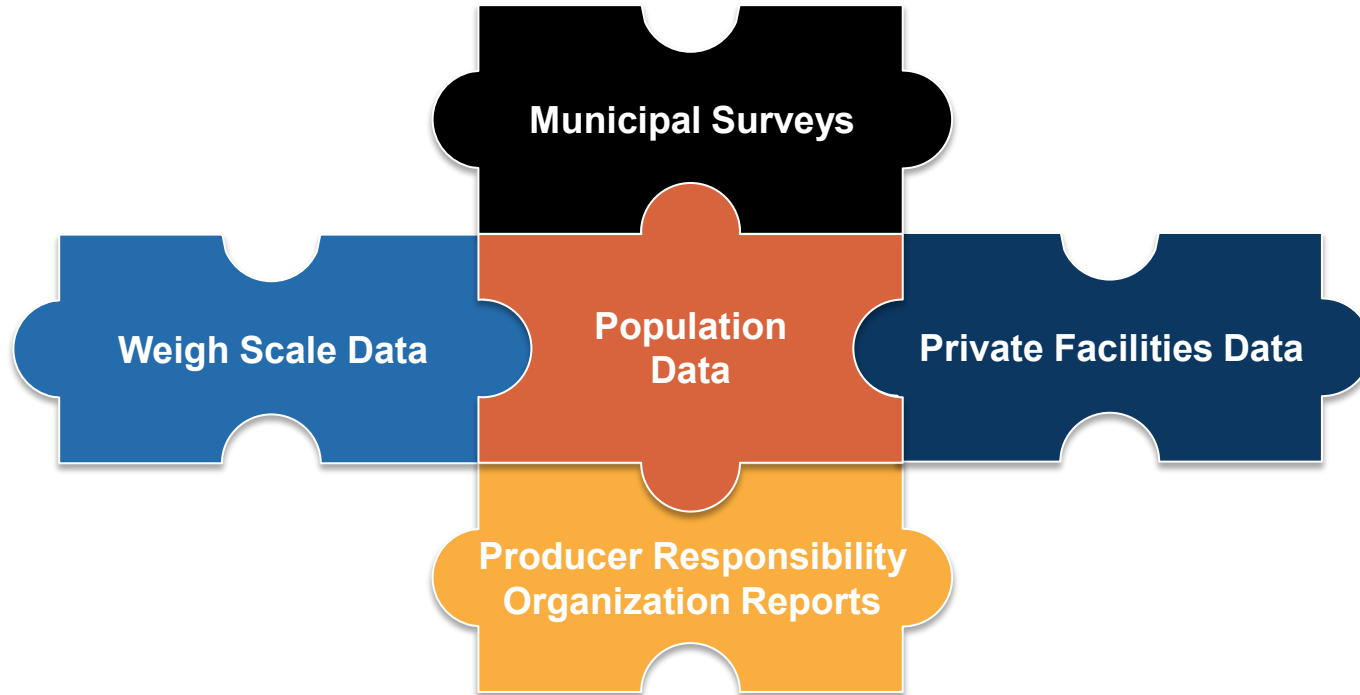 Municipal Surveys
Weigh Scale Data
Population
Data
Private Facilities Data
Producer Responsibility
Organization Reports